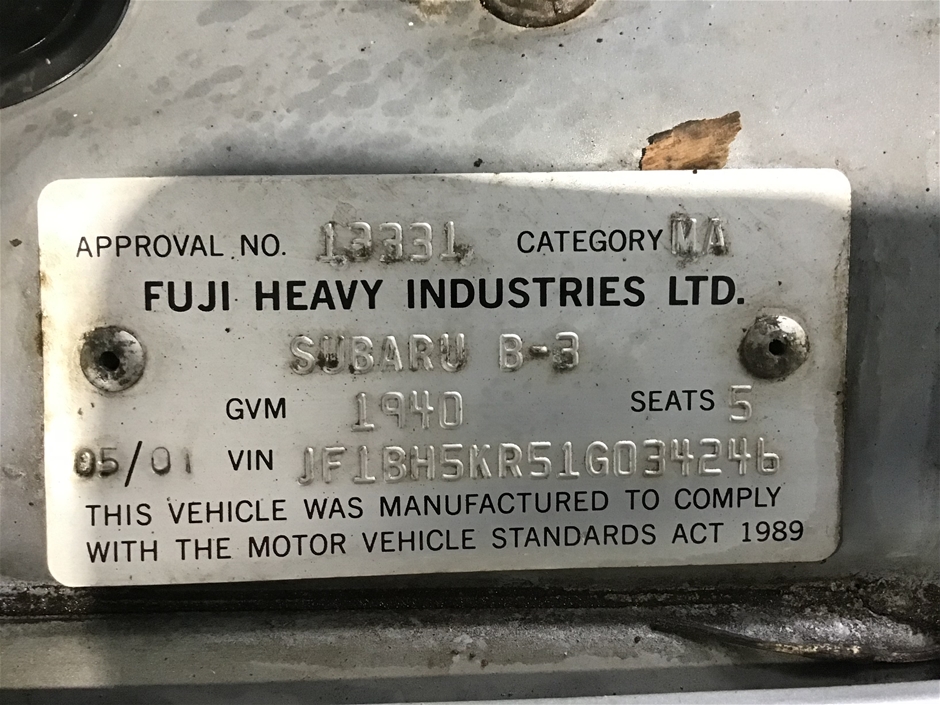 APPROVAL NO. 13331 CATEGORY MA
FUJI HEAVY INDUSTRIES LTD.
SUBARU B-3
GVM 1940 SEATS 5
05/01 VIN JF1BH5KR51G034246
THIS VEHICLE WAS MANUFACTURED TO COMPLY
WITH THE MOTOR VEHICLE STANDARDS ACT 1989